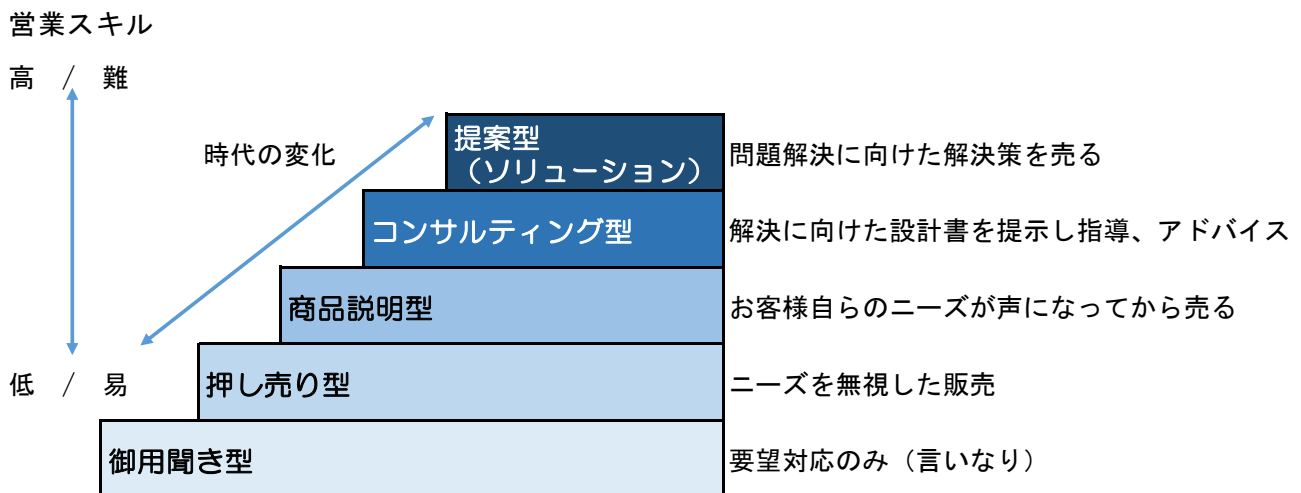 営業スキル
高 / 難
時代の変化
提案型
（ソリューション）
問題解決に向けた解決策を売る
コンサルティング型
解決に向けた設計書を提示し指導、アドバイス
商品説明型
お客様自らのニーズが声になってから売る
低 / 易
押し売り型
ニーズを無視した販売
御用聞き型
要望対応のみ（言いなり）